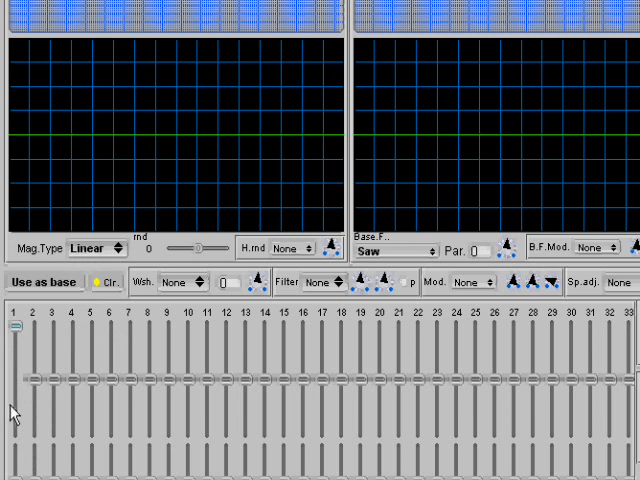 rnd
Base.F..
Mag.Type Linear 0 H.rnd None
Saw Par. B.F.Mod. None
Use as base Clr. Wsh. None Filter None p Mod. None Sp.adj. None
1 2 3 4 5 6 7 8 9 10 11 12 13 14 15 16 17 18 19 20 21 22 23 24 25 26 27 28 29 30 31 32 33